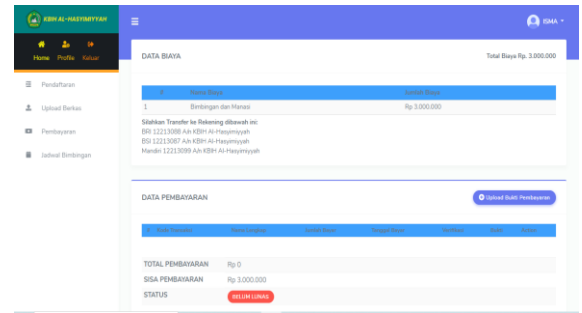 KBIH AL-HASYIMIYYAH
ISMA
Home Profile Keluar
Pendaftaran
Upload Berkas
Pembayaran
Jadwal Bimbingan
DATA BIAYA
Total Biaya Rp. 3.000.000
# Nama Biaya Jumlah Biaya
1 Bimbingan dan Manasi Rp 3.000.000
Silahkan Transfer ke Rekening dibawah ini:
BRI 12213088 A/n KBIH Al-Hasyimiyyah
BSI 12213087 A/n KBIH Al-Hasyimiyyah
Mandiri 12213099 A/n KBIH Al-Hasyimiyyah
DATA PEMBAYARAN
Upload Bukti Pembayaran
# Kode Transaksi Nama Lengkap Jumlah Bayar Tanggal Bayar Verifikasi Bukti
TOTAL PEMBAYARAN Rp 0
SISA PEMBAYARAN Rp 3.000.000
STATUS BELUM LUNAS